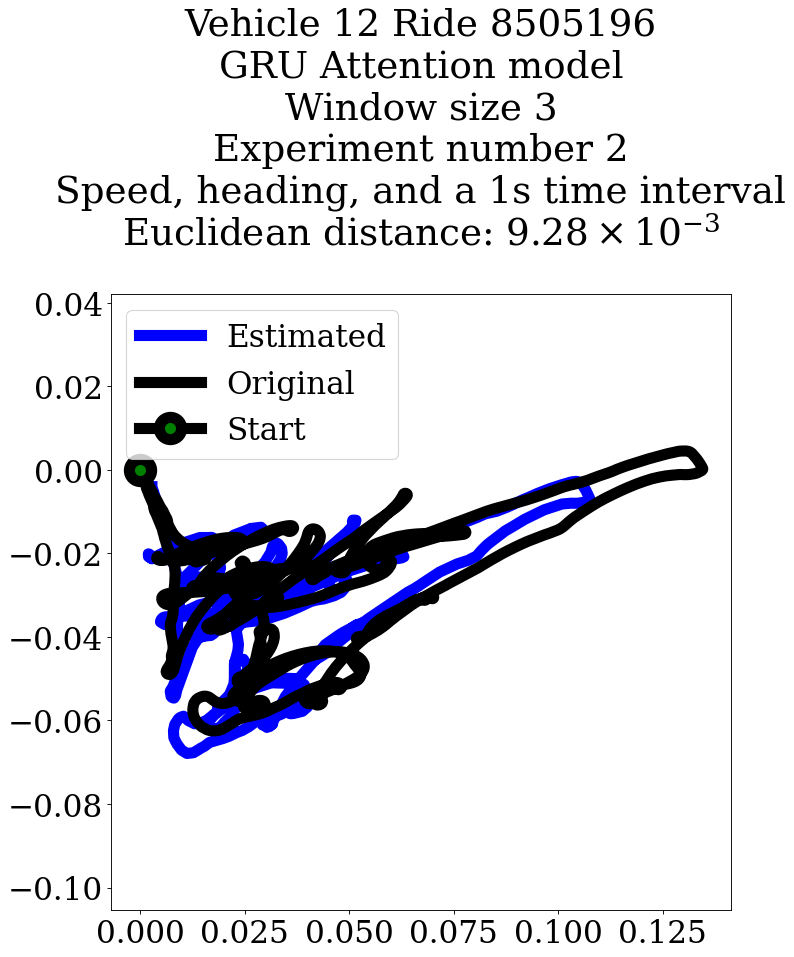 Vehicle 12 Ride 8505196
GRU Attention model
Window size 3
Experiment number 2
Speed, heading, and a 1s time interval
Euclidean distance: 9.28 × 10⁻³
0.04
0.02
0.00
−0.02
−0.04
−0.06
−0.08
−0.10
Estimated
Original
Start
0.000 0.025 0.050 0.075 0.100 0.125